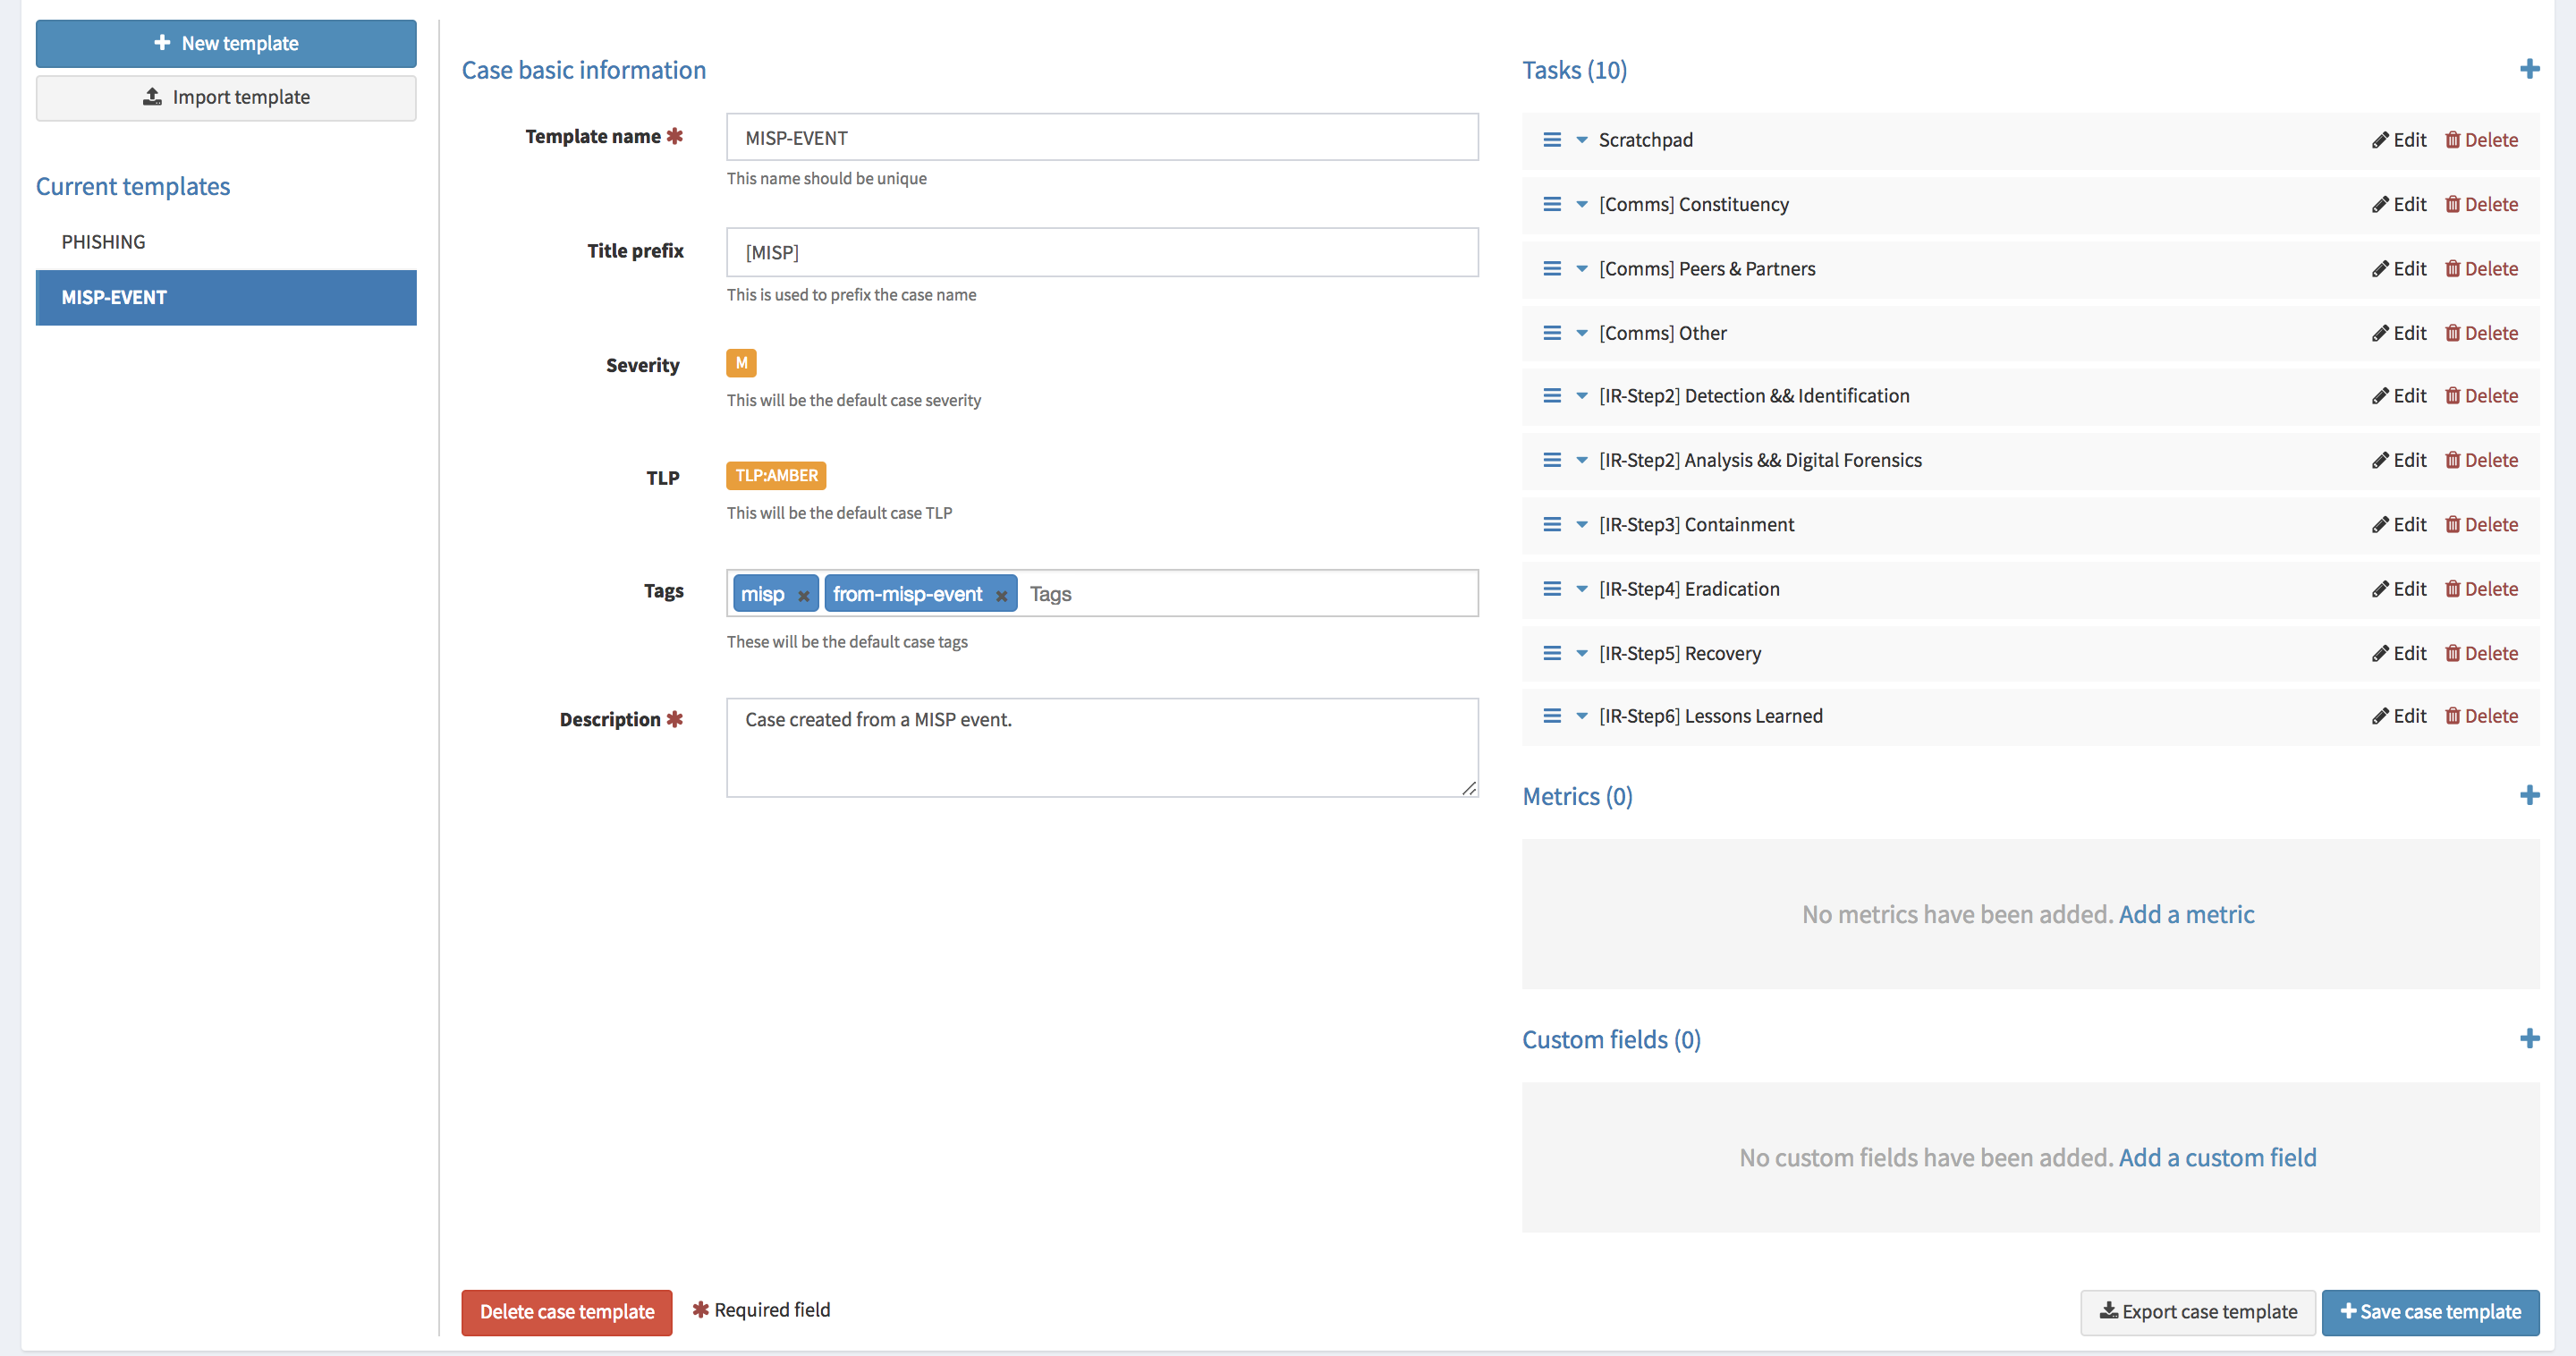 New template
Import template
Current templates
PHISHING
MISP-EVENT
Case basic information
Template name
MISP-EVENT
This name should be unique
Title prefix
[MISP]
This is used to prefix the case name
Severity
M
This will be the default case severity
TLP
TLP:AMBER
This will be the default case TLP
Tags
misp from-misp-event Tags
These will be the default case tags
Description
Case created from a MISP event.
Tasks (10)
Scratchpad Edit Delete
[Comms] Constituency Edit Delete
[Comms] Peers & Partners Edit Delete
[Comms] Other Edit Delete
[IR-Step2] Detection && Identification Edit Delete
[IR-Step2] Analysis && Digital Forensics Edit Delete
[IR-Step3] Containment Edit Delete
[IR-Step4] Eradication Edit Delete
[IR-Step5] Recovery Edit Delete
[IR-Step6] Lessons Learned Edit Delete
Metrics (0)
No metrics have been added. Add a metric
Custom fields (0)
No custom fields have been added. Add a custom field
Delete case template
Required field
Export case template
Save case template